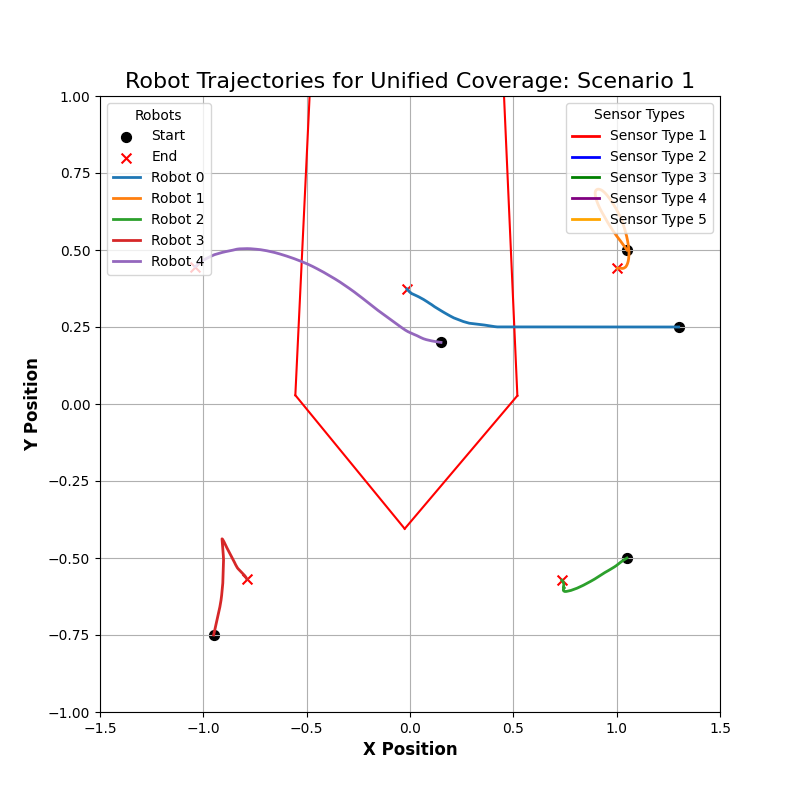 Robot Trajectories for Unified Coverage: Scenario 1
Robots
Start
End
Robot 0
Robot 1
Robot 2
Robot 3
Robot 4
Sensor Types
Sensor Type 1
Sensor Type 2
Sensor Type 3
Sensor Type 4
Sensor Type 5
1.00
0.75
0.50
0.25
0.00
−0.25
−0.50
−0.75
−1.00
Y Position
−1.5
−1.0
−0.5
0.0
0.5
1.0
1.5
X Position